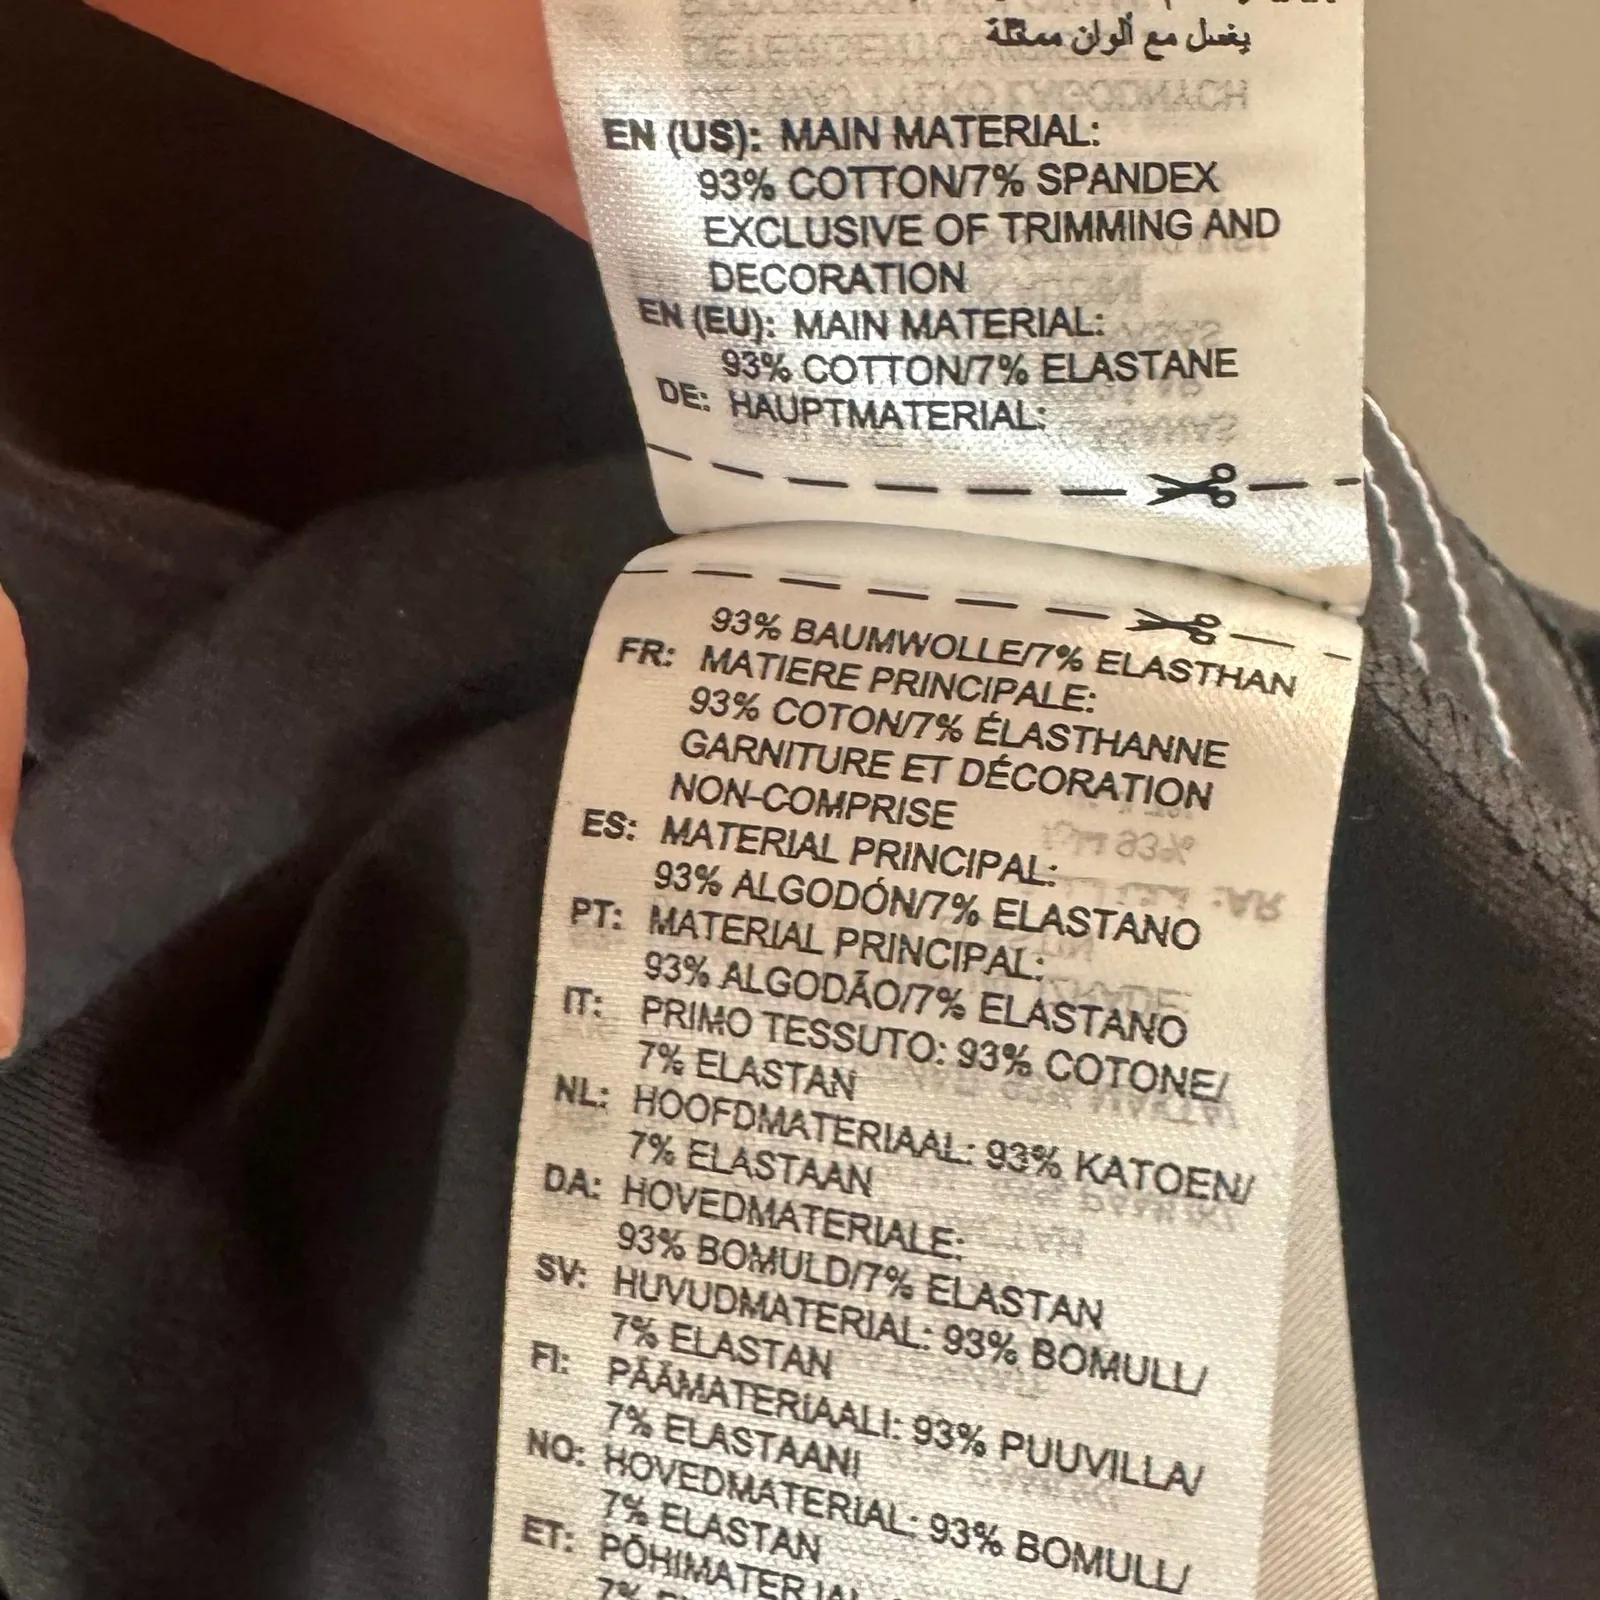 يغسل مع ألوان ممثلة
EN (US): MAIN MATERIAL:
93% COTTON/7% SPANDEX
EXCLUSIVE OF TRIMMING AND
DECORATION
EN (EU): MAIN MATERIAL:
93% COTTON/7% ELASTANE
DE: HAUPTMATERIAL:
93% BAUMWOLLE/7% ELASTHAN
FR: MATIERE PRINCIPALE:
93% COTON/7% ÉLASTHANNE
GARNITURE ET DÉCORATION
NON-COMPRISE
ES: MATERIAL PRINCIPAL:
93% ALGODÓN/7% ELASTANO
PT: MATERIAL PRINCIPAL:
93% ALGODÃO/7% ELASTANO
IT: PRIMO TESSUTO: 93% COTONE/
7% ELASTAN
NL: HOOFDMATERIAAL: 93% KATOEN/
7% ELASTAAN
DA: HOVEDMATERIALE:
93% BOMULD/7% ELASTAN
SV: HUVUDMATERIAL: 93% BOMULL/
7% ELASTAN
FI: PÄÄMATERIAALI: 93% PUUVILLA/
7% ELASTAANI
NO: HOVEDMATERIAL: 93% BOMULL/
7% ELASTAN
ET: PÕHIMATERJAL
7%